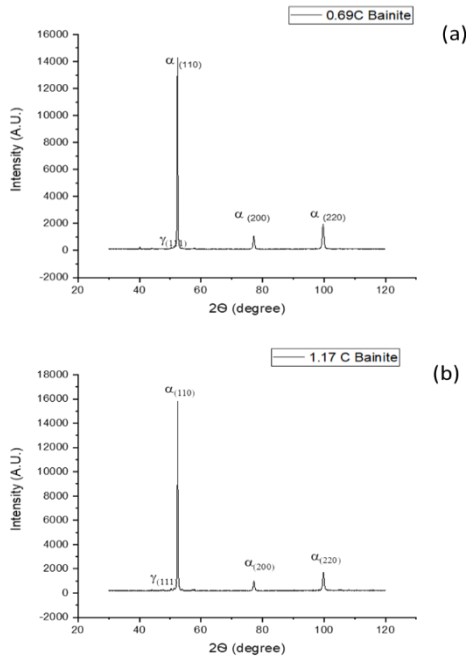 0.69C Bainite
(a)
16000
14000
12000
10000
8000
6000
4000
2000
0
-2000
Intensity (A.U.)
α(110)
γ(111)
α (200)
α (220)
20
40
60
80
100
120
2Θ (degree)
1.17 C Bainite
(b)
18000
16000
14000
12000
10000
8000
6000
4000
2000
0
-2000
Intensity (A.U.)
α(110)
γ(111)
α(200)
α(220)
20
40
60
80
100
120
2Θ (degree)